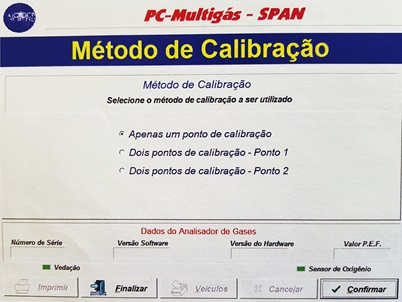 PC-Multigás - SPAN
Método de Calibração
Método de Calibração
Selecione o método de calibração a ser utilizado
Apenas um ponto de calibração
Dois pontos de calibração - Ponto 1
Dois pontos de calibração - Ponto 2
Dados do Analisador de Gases
Número de Série Versão Software Versão do Hardware Valor P.E.F.
Vedação Sensor de Oxigênio
Imprimir Finalizar Veículos Cancelar Confirmar